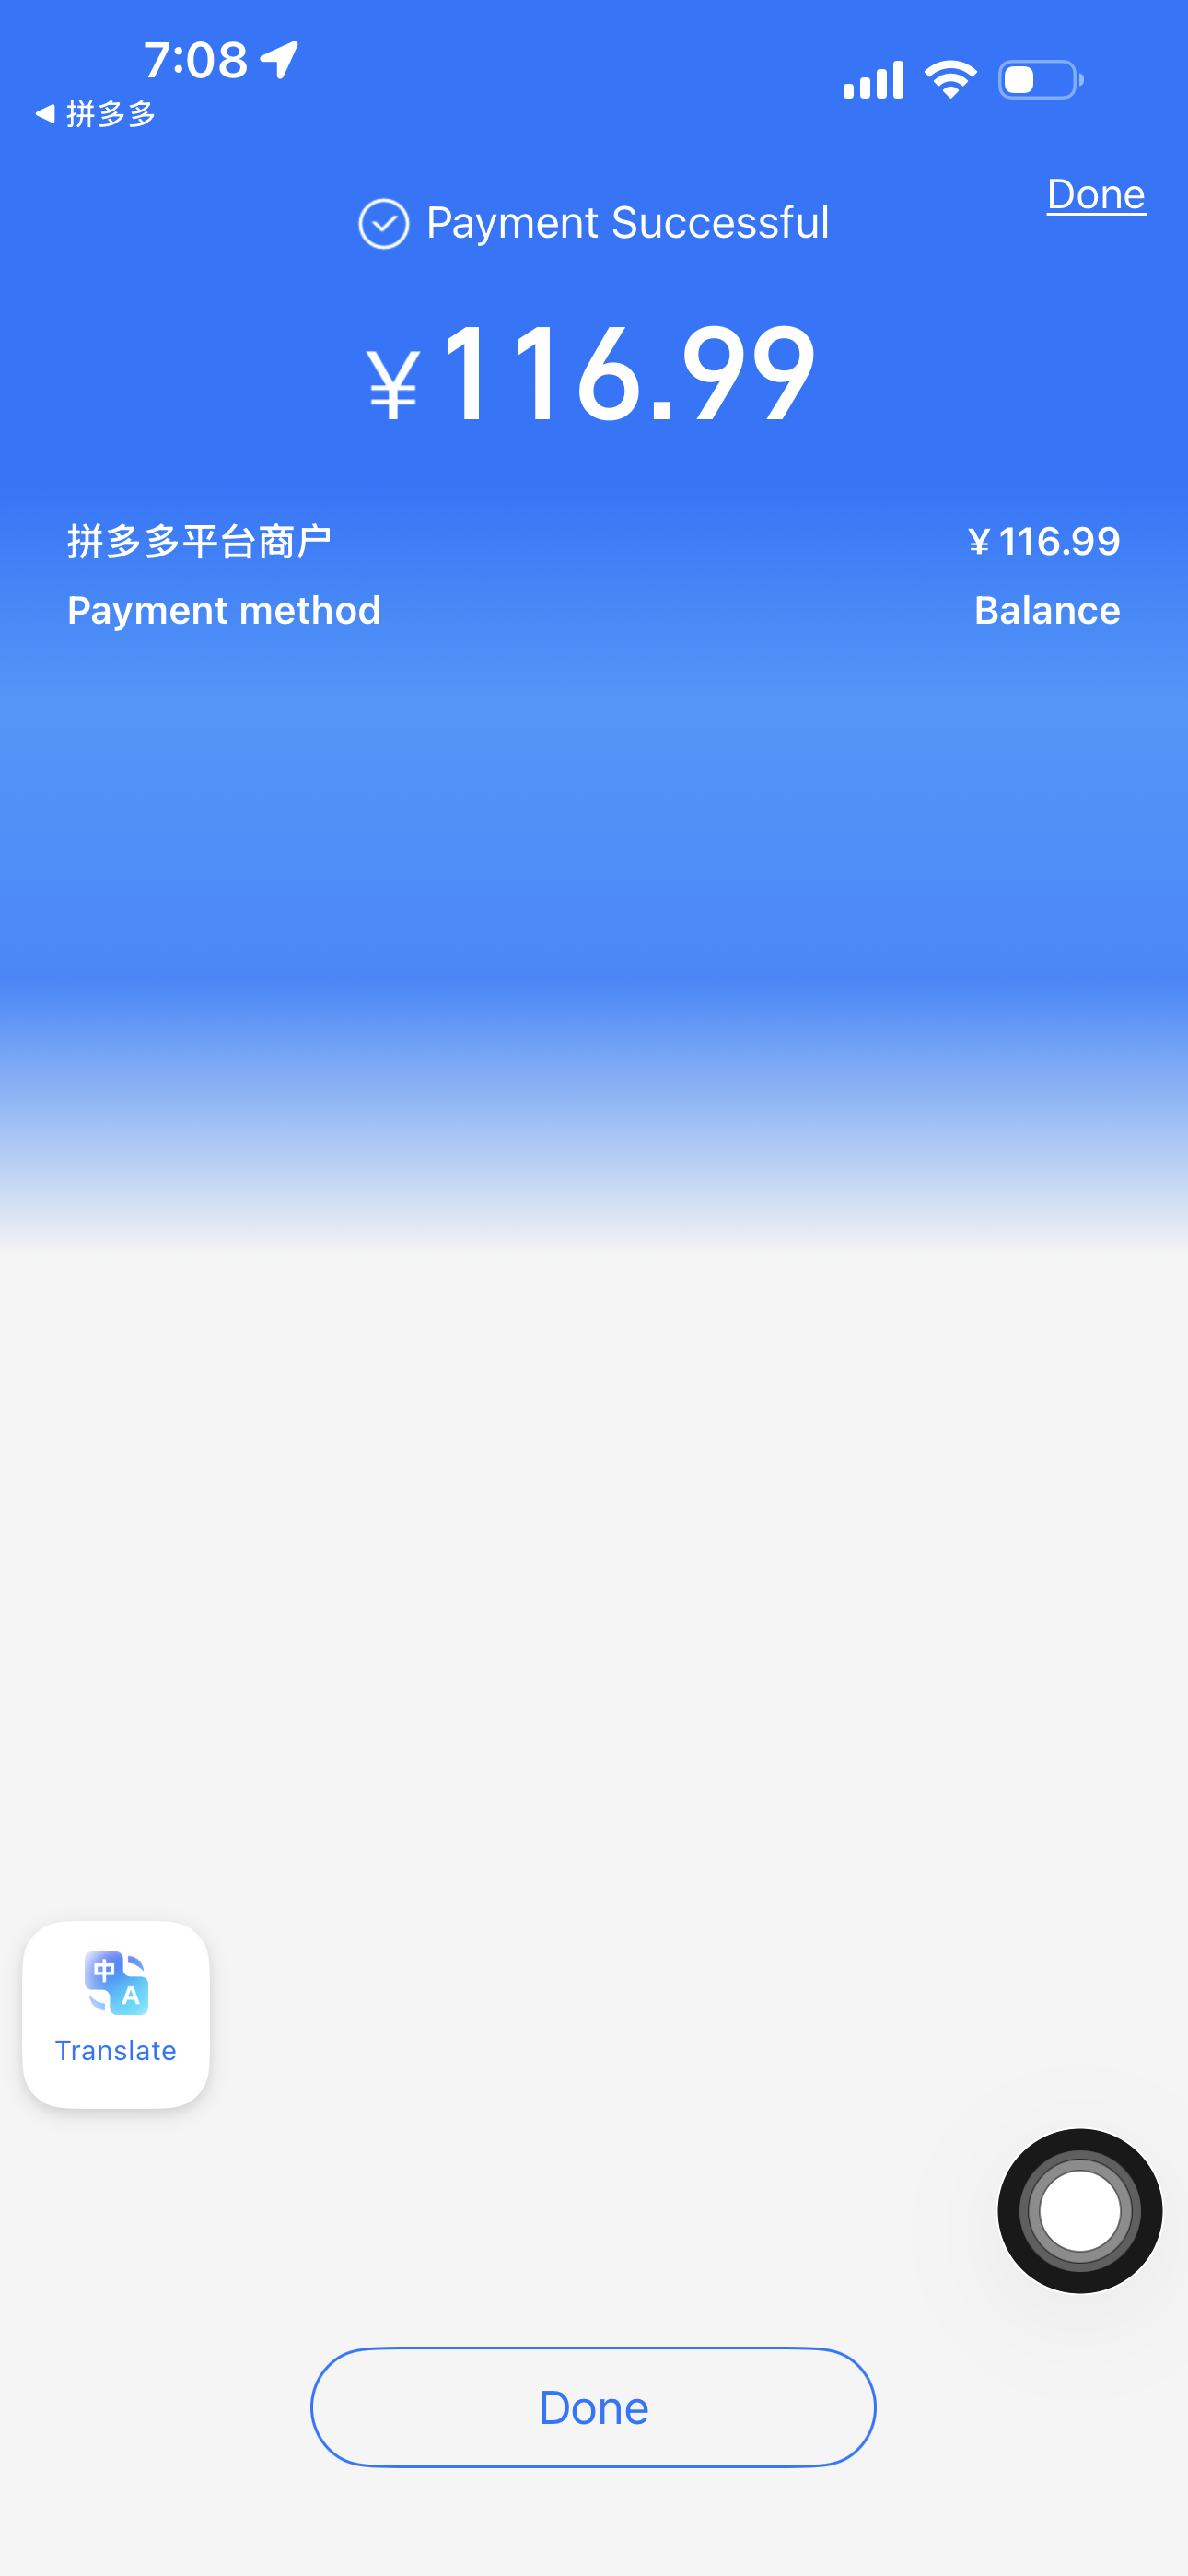 7:08
拼多多
Done
Payment Successful
¥116.99
拼多多平台商户 ¥116.99
Payment method Balance
中 A
Translate
Done